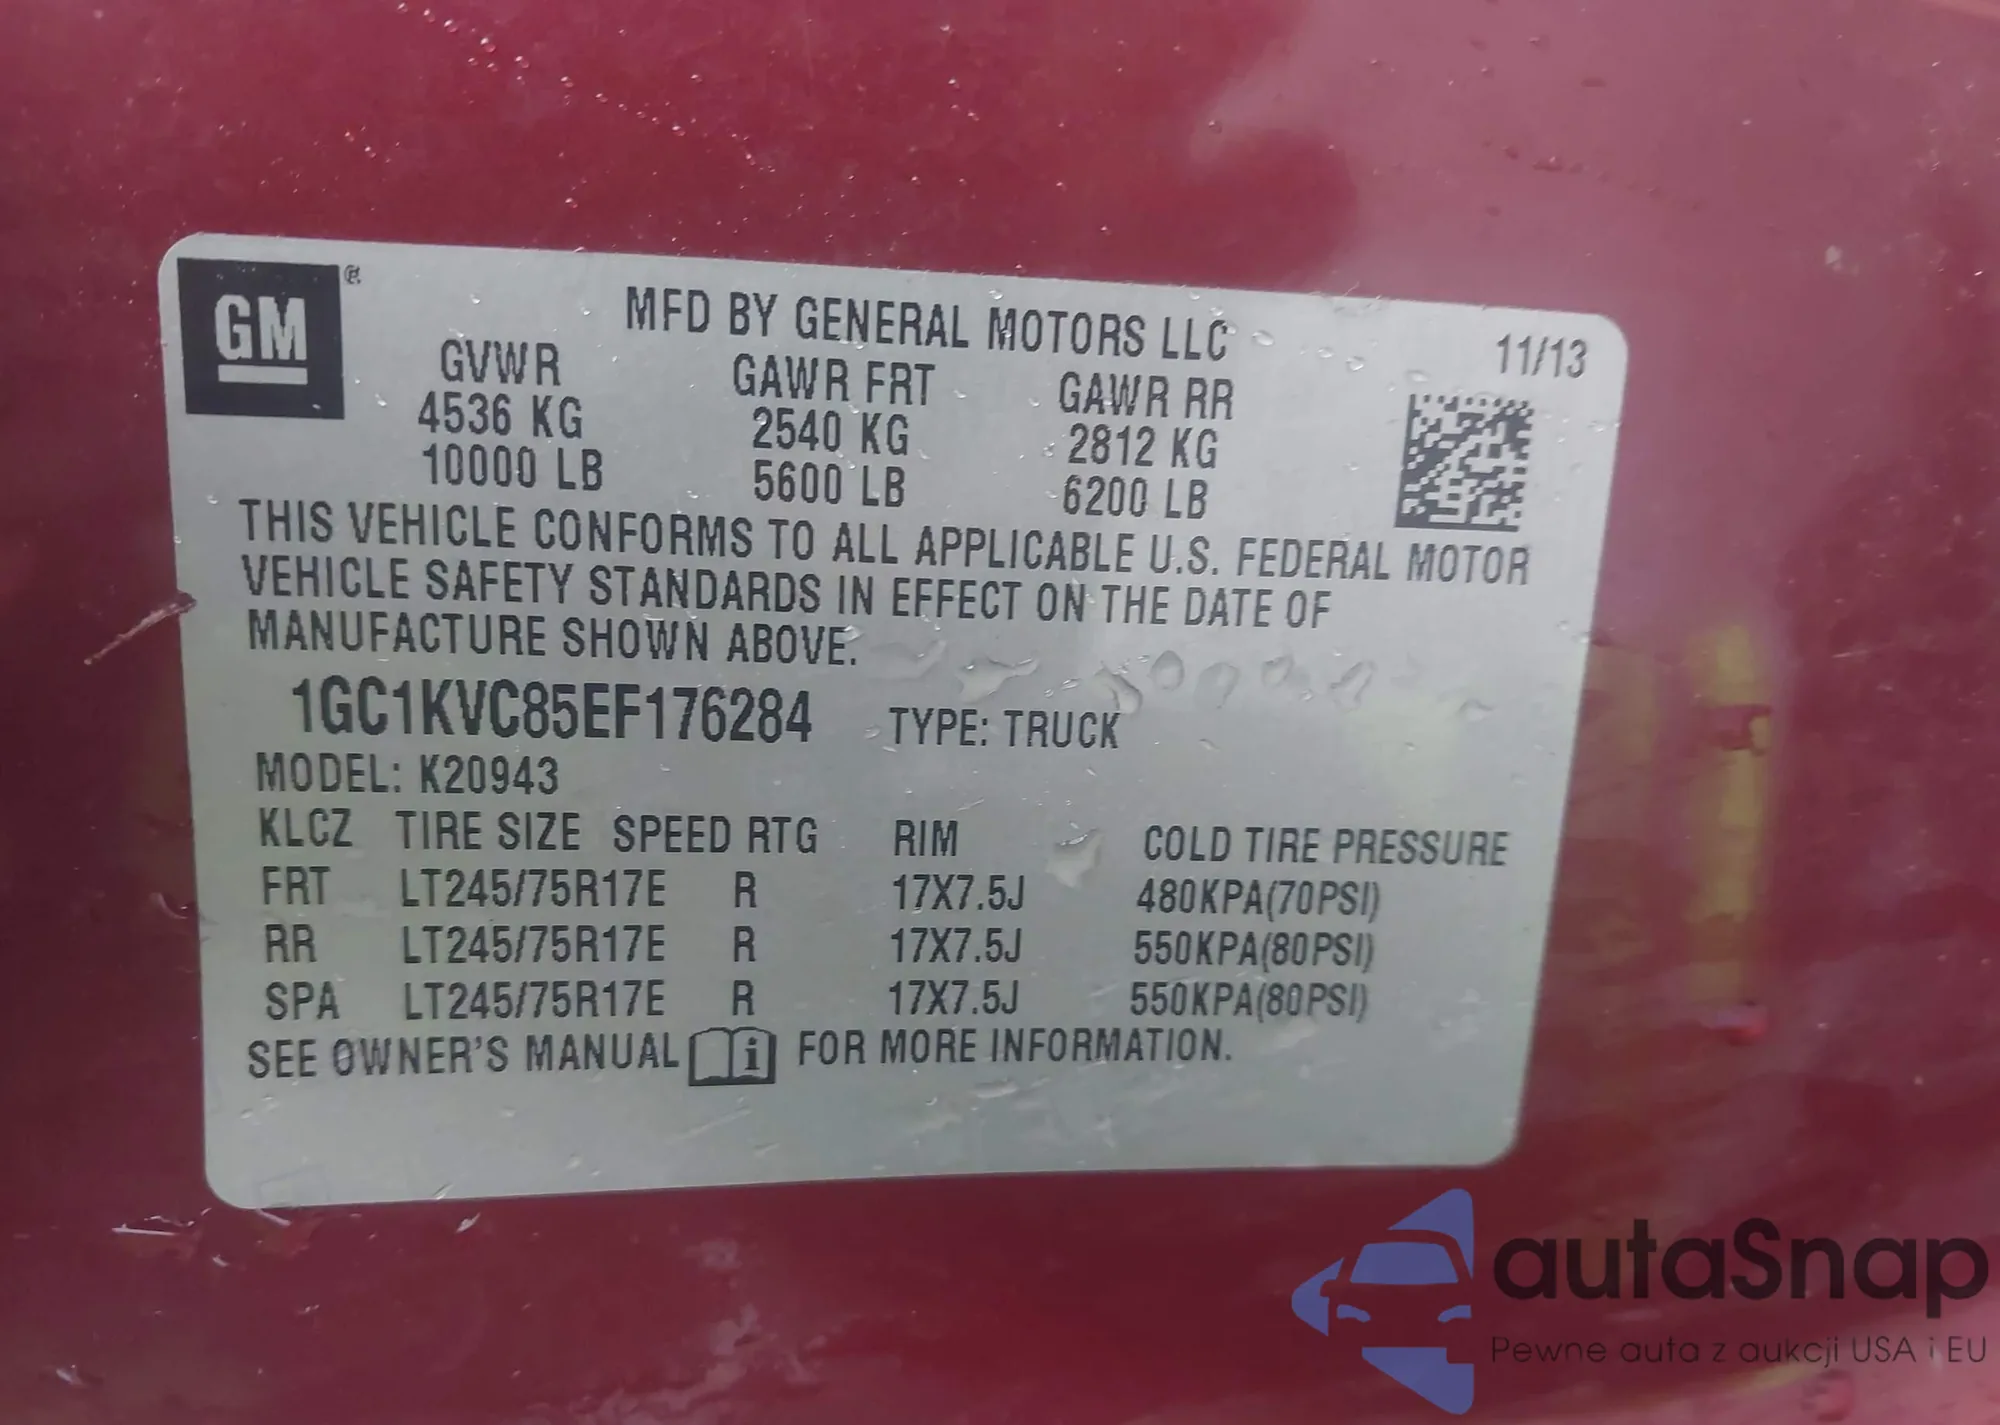 GM ®
MFD BY GENERAL MOTORS LLC
11/13
GVWR GAWR FRT GAWR RR
4536 KG 2540 KG 2812 KG
10000 LB 5600 LB 6200 LB
THIS VEHICLE CONFORMS TO ALL APPLICABLE U.S. FEDERAL MOTOR
VEHICLE SAFETY STANDARDS IN EFFECT ON THE DATE OF
MANUFACTURE SHOWN ABOVE.
1GC1KVC85EF176284 TYPE: TRUCK
MODEL: K20943
KLCZ TIRE SIZE SPEED RTG RIM COLD TIRE PRESSURE
FRT LT245/75R17E R 17X7.5J 480KPA(70PSI)
RR LT245/75R17E R 17X7.5J 550KPA(80PSI)
SPA LT245/75R17E R 17X7.5J 550KPA(80PSI)
SEE OWNER'S MANUAL i FOR MORE INFORMATION.
autaSnap
Pewne auta z aukcji USA i EU